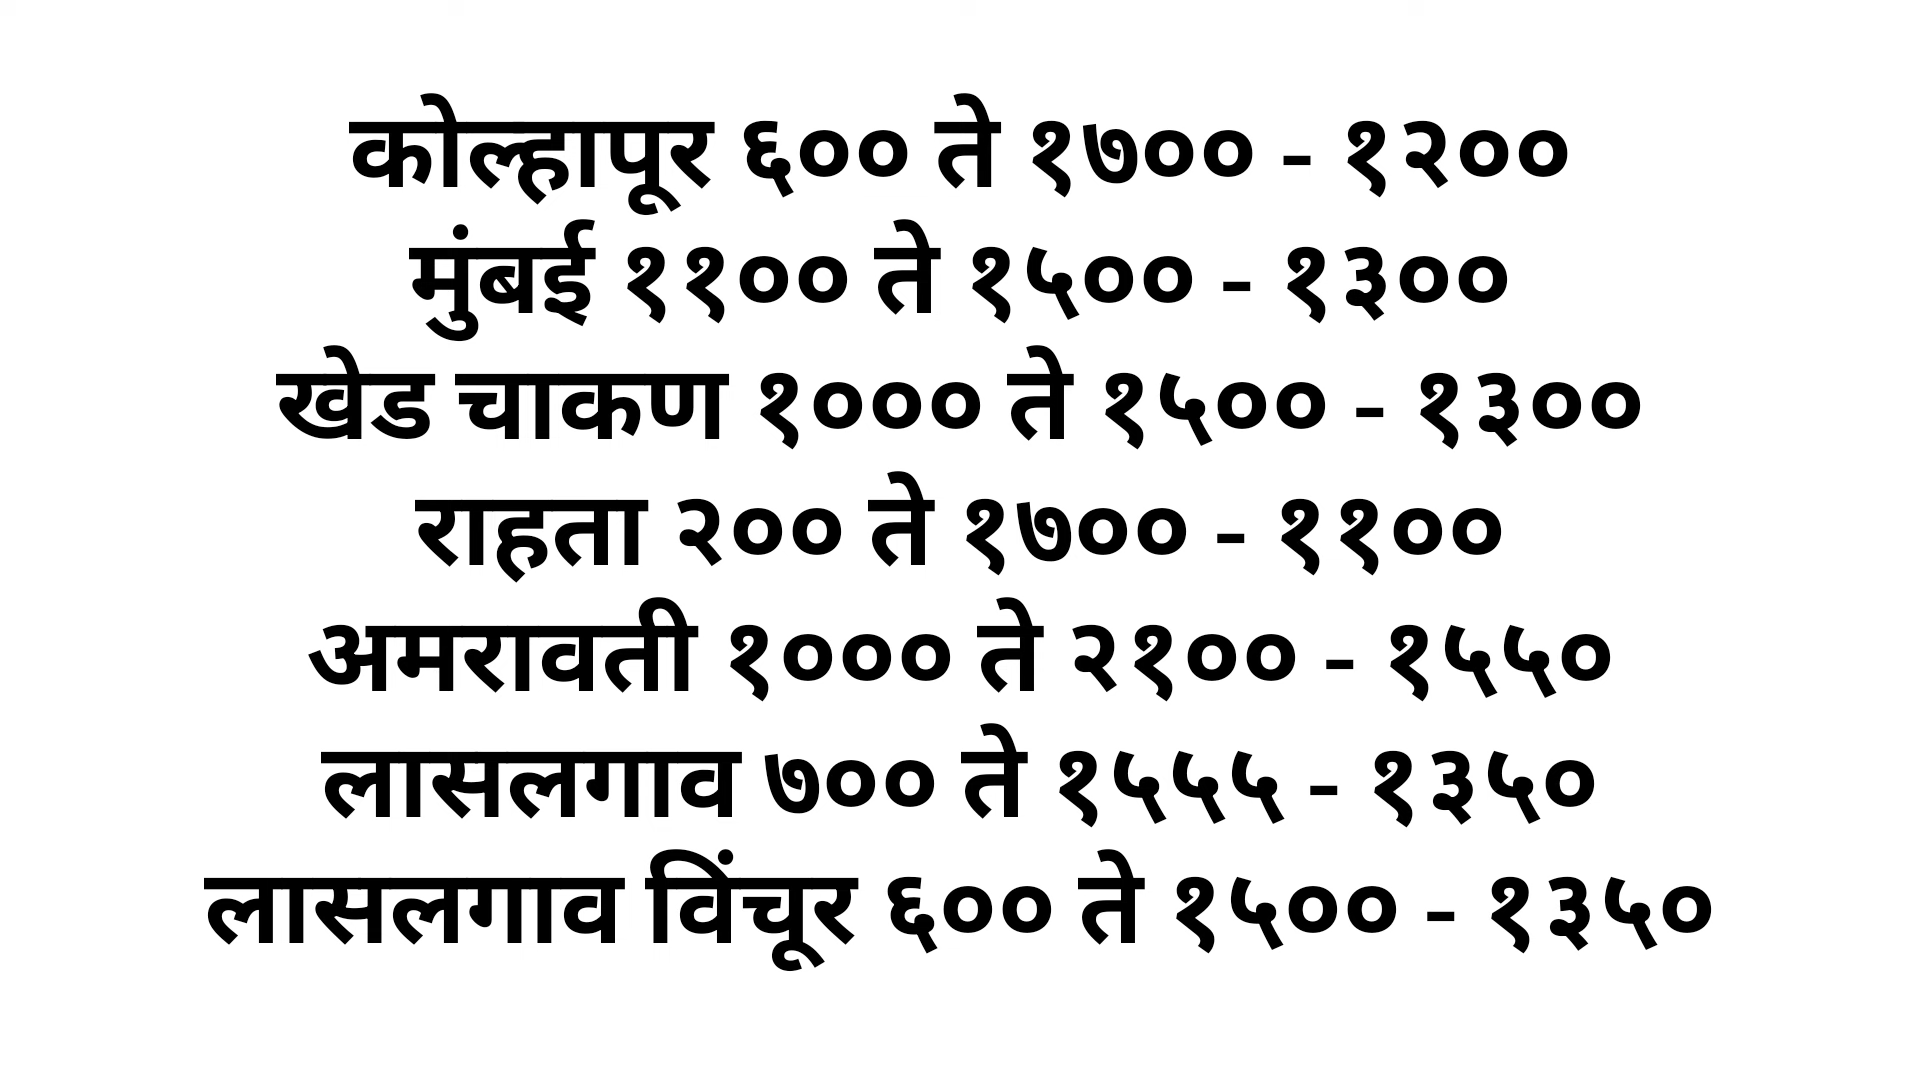 कोल्हापूर ६०० ते १७०० - १२००
मुंबई ११०० ते १५०० - १३००
खेड चाकण १००० ते १५०० - १३००
राहता २०० ते १७०० - ११००
अमरावती १००० ते २१०० - १५५०
लासलगाव ७०० ते १५५५ - १३५०
लासलगाव विंचूर ६०० ते १५०० - १३५०